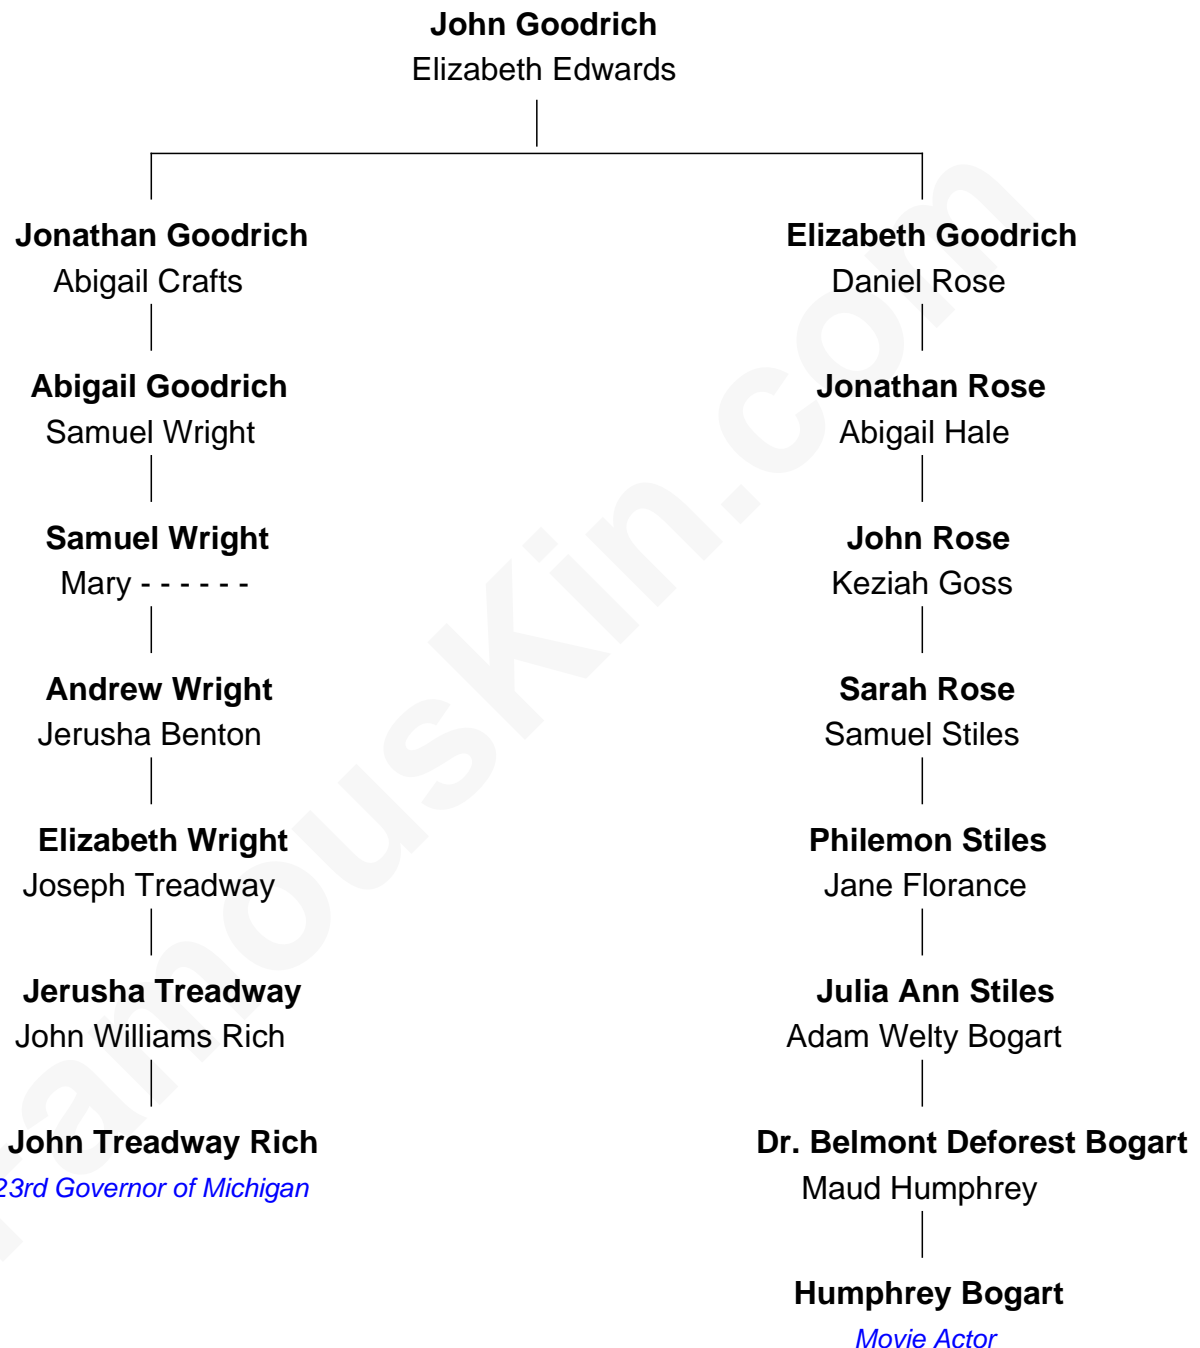 John Goodrich
Elizabeth Edwards
Jonathan Goodrich
Abigail Crafts
Abigail Goodrich
Samuel Wright
Samuel Wright
Mary - - - - - -
Andrew Wright
Jerusha Benton
Elizabeth Wright
Joseph Treadway
Jerusha Treadway
John Williams Rich
John Treadway Rich
23rd Governor of Michigan
Elizabeth Goodrich
Daniel Rose
Jonathan Rose
Abigail Hale
John Rose
Keziah Goss
Sarah Rose
Samuel Stiles
Philemon Stiles
Jane Florance
Julia Ann Stiles
Adam Welty Bogart
Dr. Belmont Deforest Bogart
Maud Humphrey
Humphrey Bogart
Movie Actor
FamousKin.com